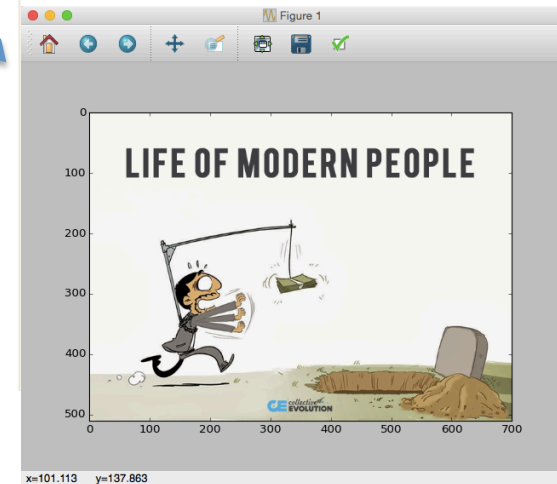 Figure 1
0
100
200
300
400
500
LIFE OF MODERN PEOPLE
collective
CE EVOLUTION
0 100 200 300 400 500 600 700
x=101.113 y=137.863